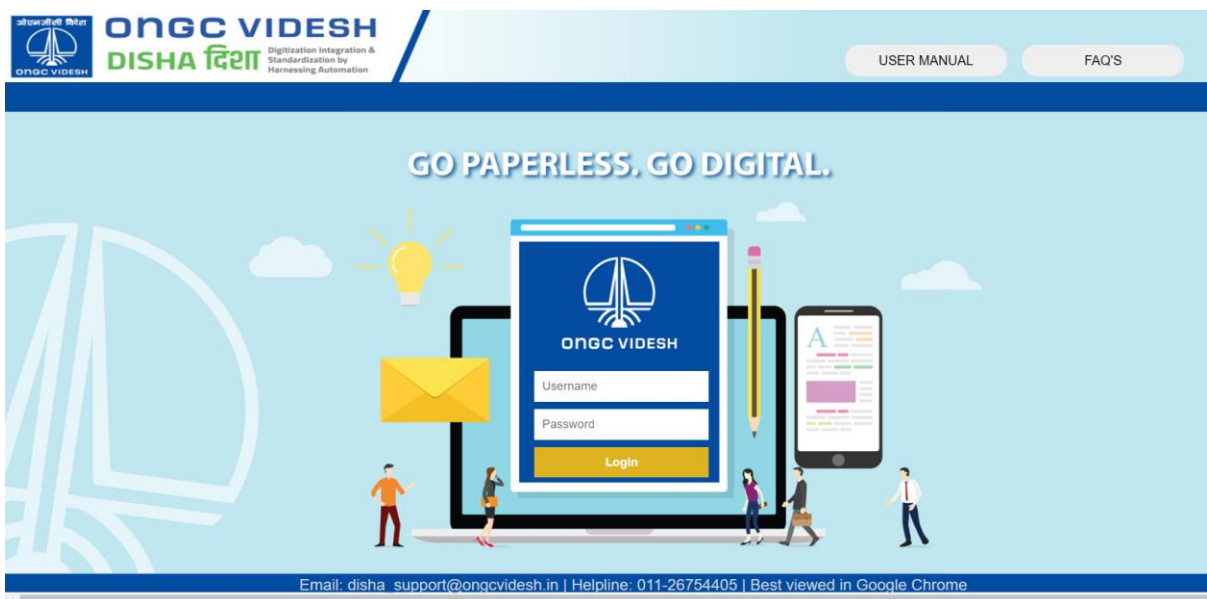 ओएनजीसी विदेश
ONGC VIDESH
ONGC VIDESH
DISHA दिशा
Digitization Integration &
Standardization by
Harnessing Automation
USER MANUAL
FAQ'S
GO PAPERLESS. GO DIGITAL.
ONGC VIDESH
Username
Password
Login
A
Email: disha_support@ongcvidesh.in | Helpline: 011-26754405 | Best viewed in Google Chrome